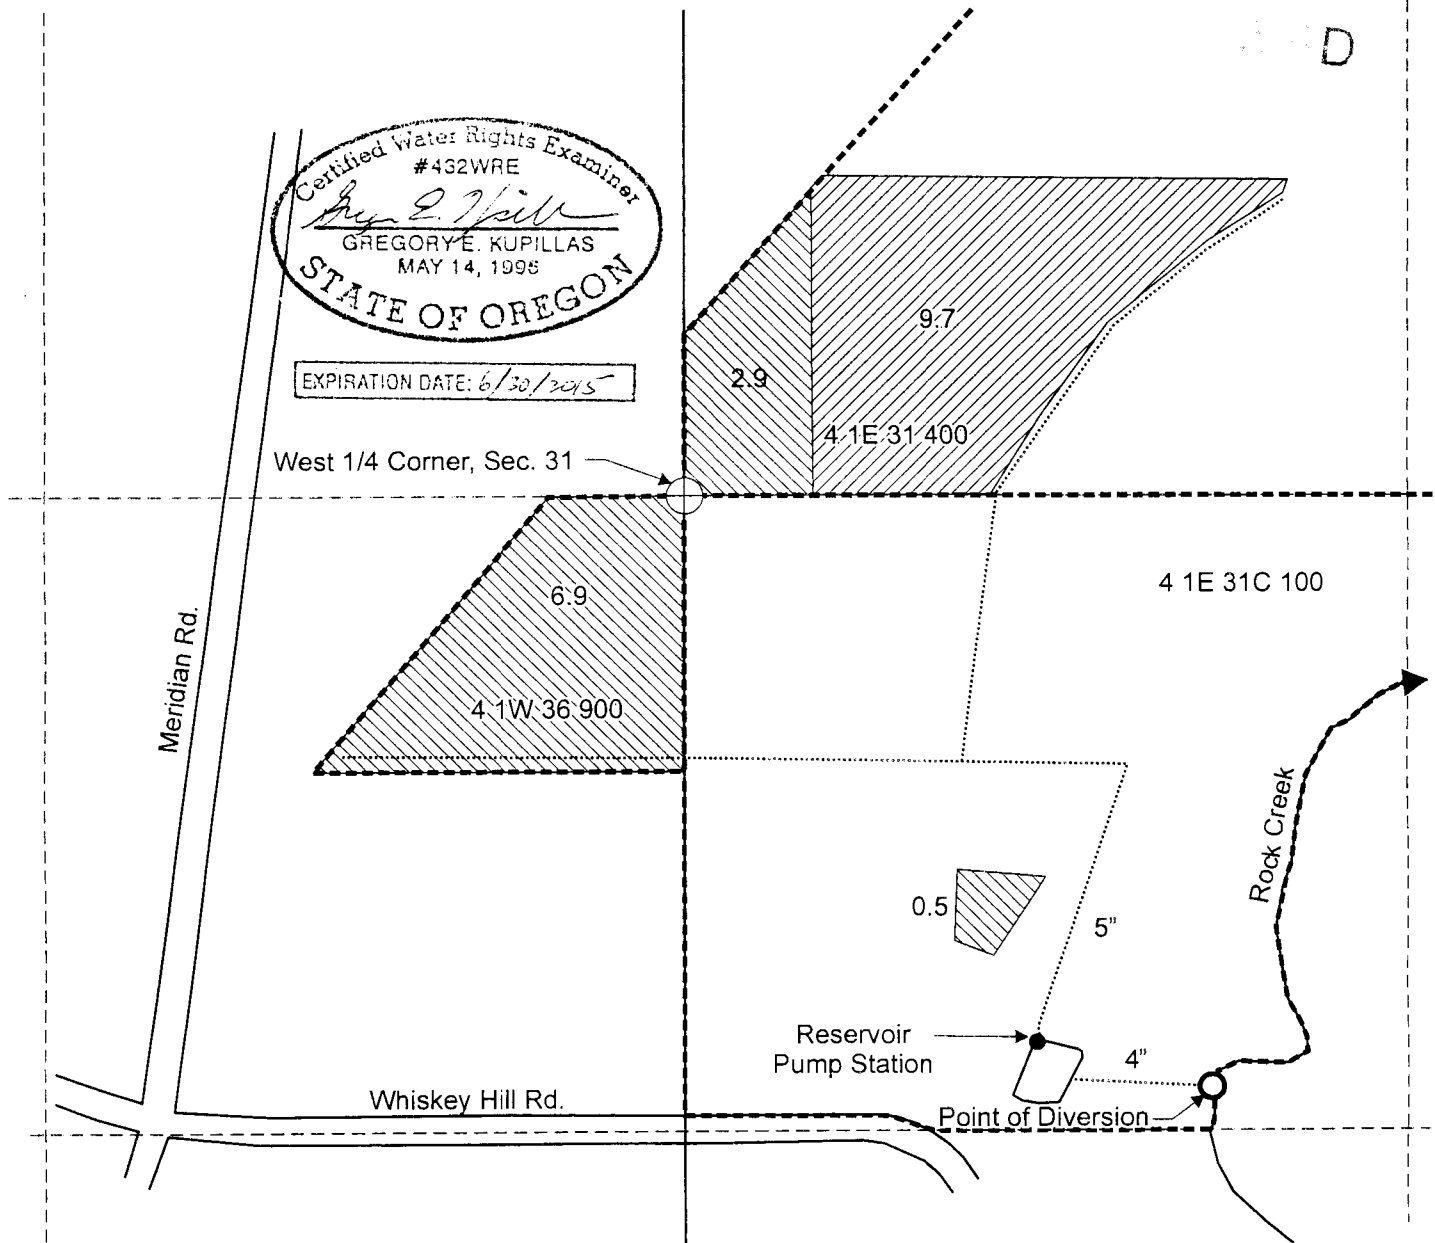 D
Certified Water Rights Examiner
#432WRE
GREGORY E. KUPILLAS
MAY 14, 1996
STATE OF OREGON
EXPIRATION DATE: 6/30/2015
9.7
2.9
4 1E 31 400
West 1/4 Corner, Sec. 31
6.9
4 1E 31C 100
Meridian Rd.
4 1W 36 900
Rock Creek
0.5
5"
Reservoir
Pump Station
4"
Whiskey Hill Rd.
Point of Diversion